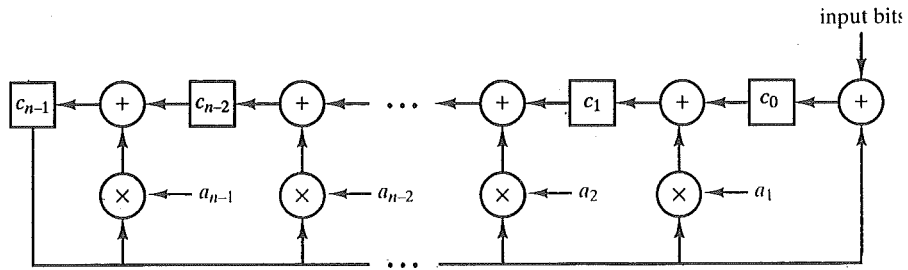 input bits
c_{n-1} + c_{n-2} + ... + c_1 + c_0 +
× a_{n-1} × a_{n-2} × a_2 × a_1
...